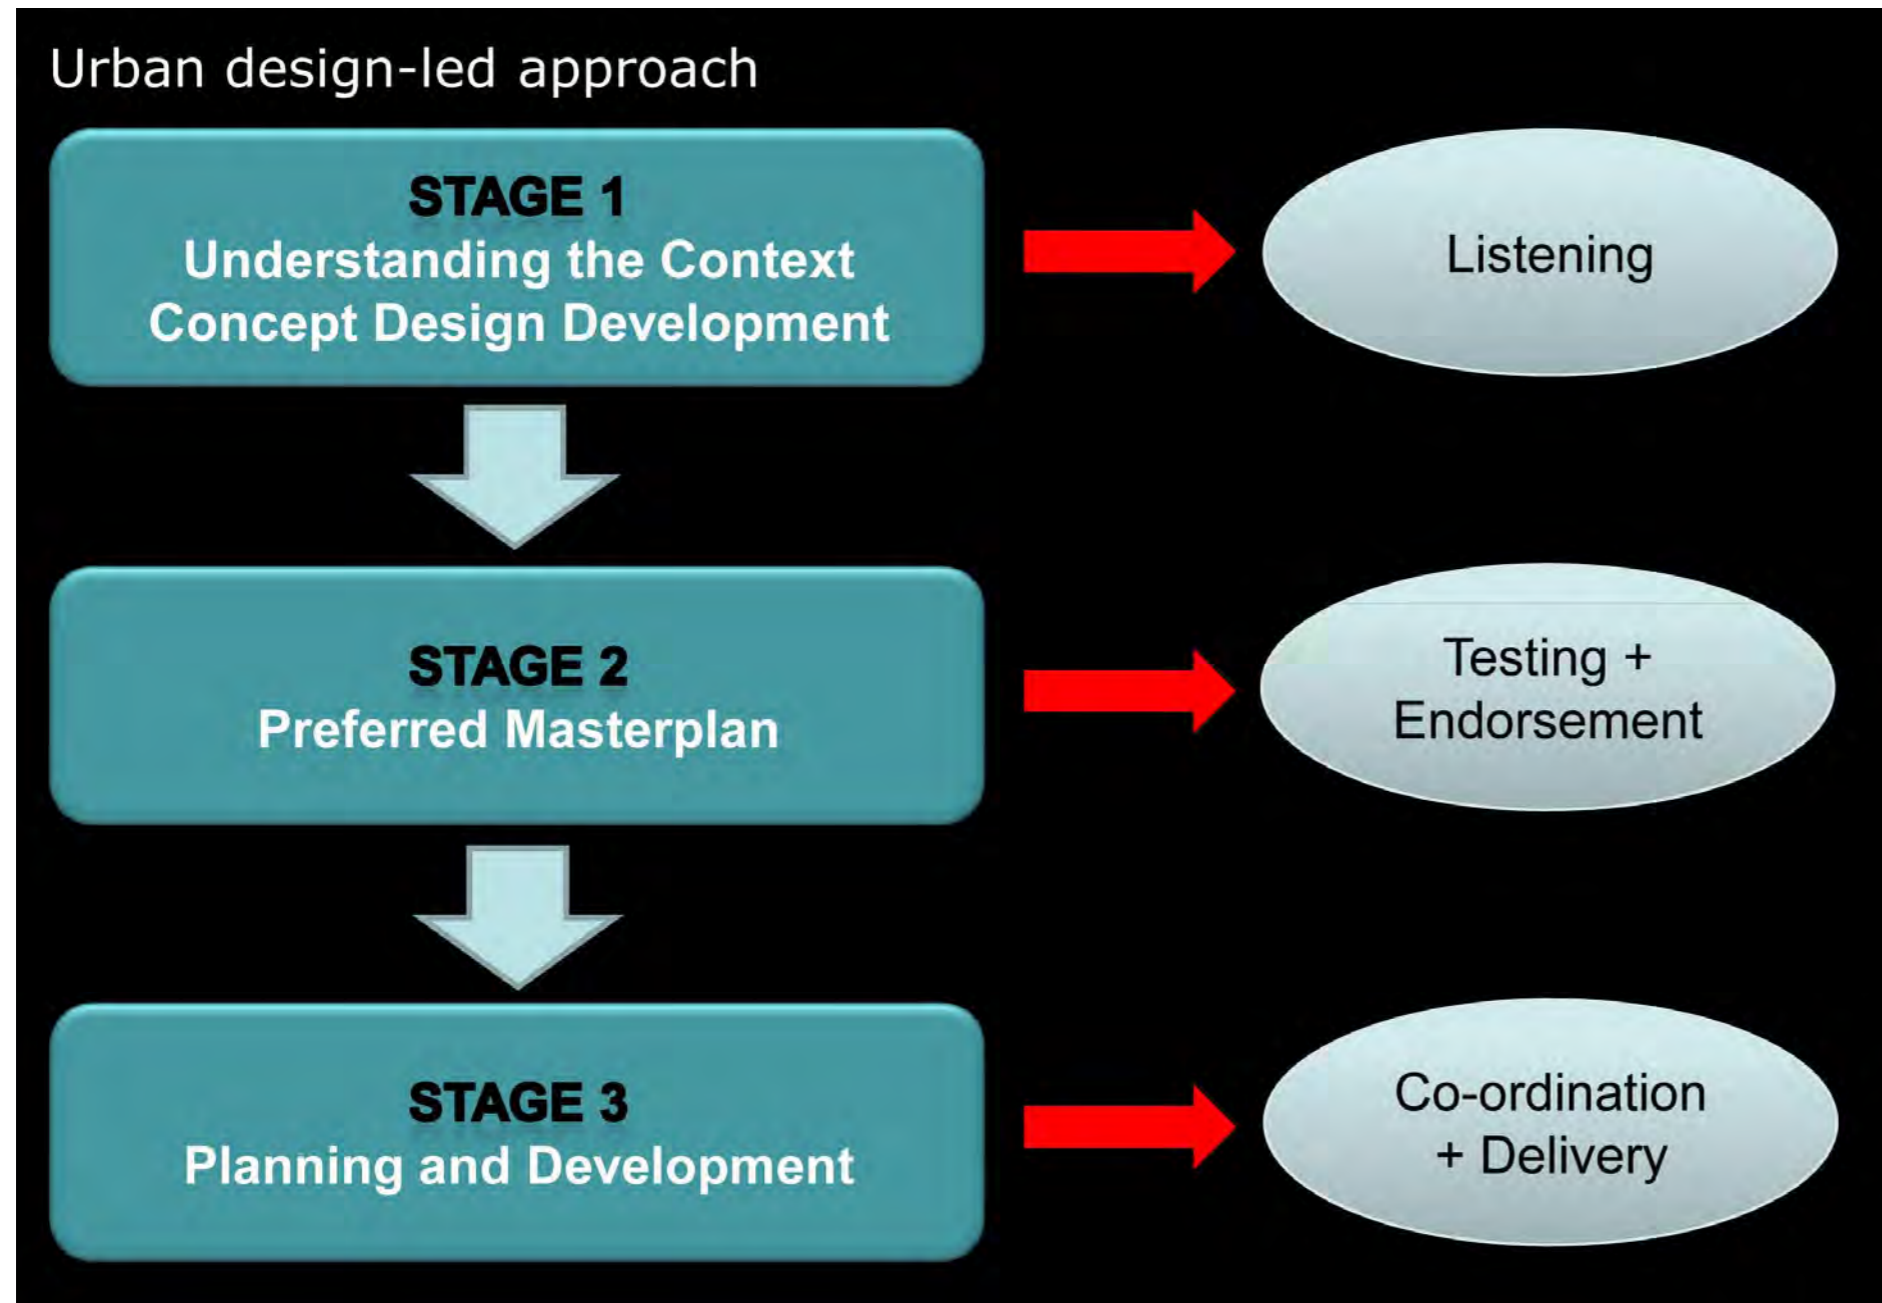 Urban design-led approach
STAGE 1
Understanding the Context
Concept Design Development
Listening
STAGE 2
Preferred Masterplan
Testing +
Endorsement
STAGE 3
Planning and Development
Co-ordination
+ Delivery